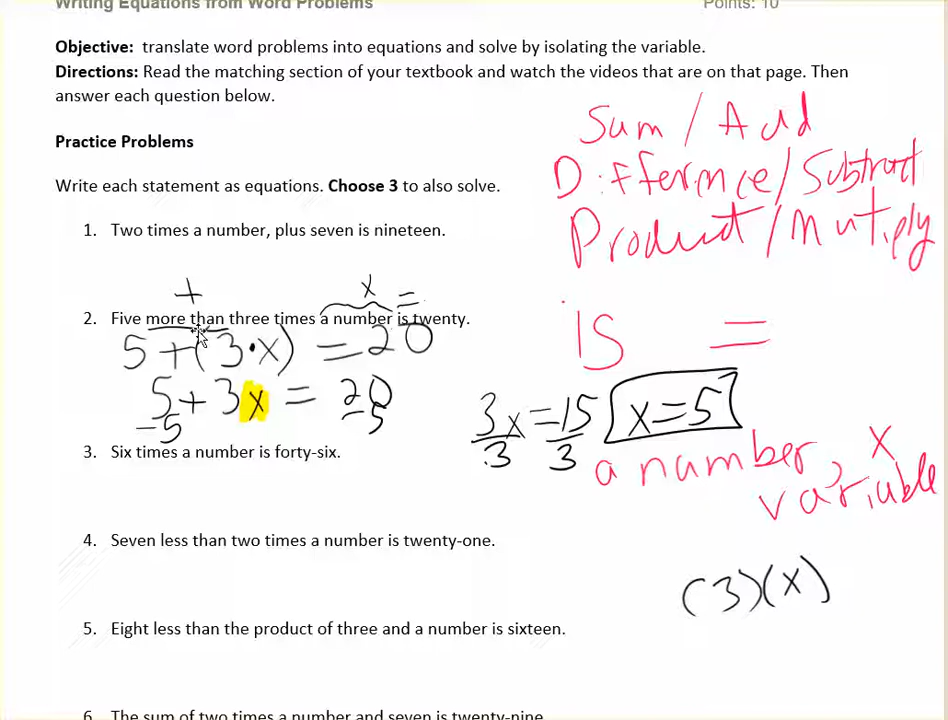 Writing Equations from Word Problems Points: 10
Objective: translate word problems into equations and solve by isolating the variable.
Directions: Read the matching section of your textbook and watch the videos that are on that page. Then
answer each question below.
Sum / Add
Practice Problems
Difference / Subtract
Write each statement as equations. Choose 3 to also solve.
Product / Mutiply
1. Two times a number, plus seven is nineteen.
+ x =
2. Five more than three times a number is twenty.
is =
5 + (3 • x) = 20
5 + 3x = 20
-5 -5
3x = 15 x = 5
3 3
3. Six times a number is forty-six.
a number, x
variable
4. Seven less than two times a number is twenty-one.
(3)(x)
5. Eight less than the product of three and a number is sixteen.
6. The sum of two times a number and seven is twenty-nine